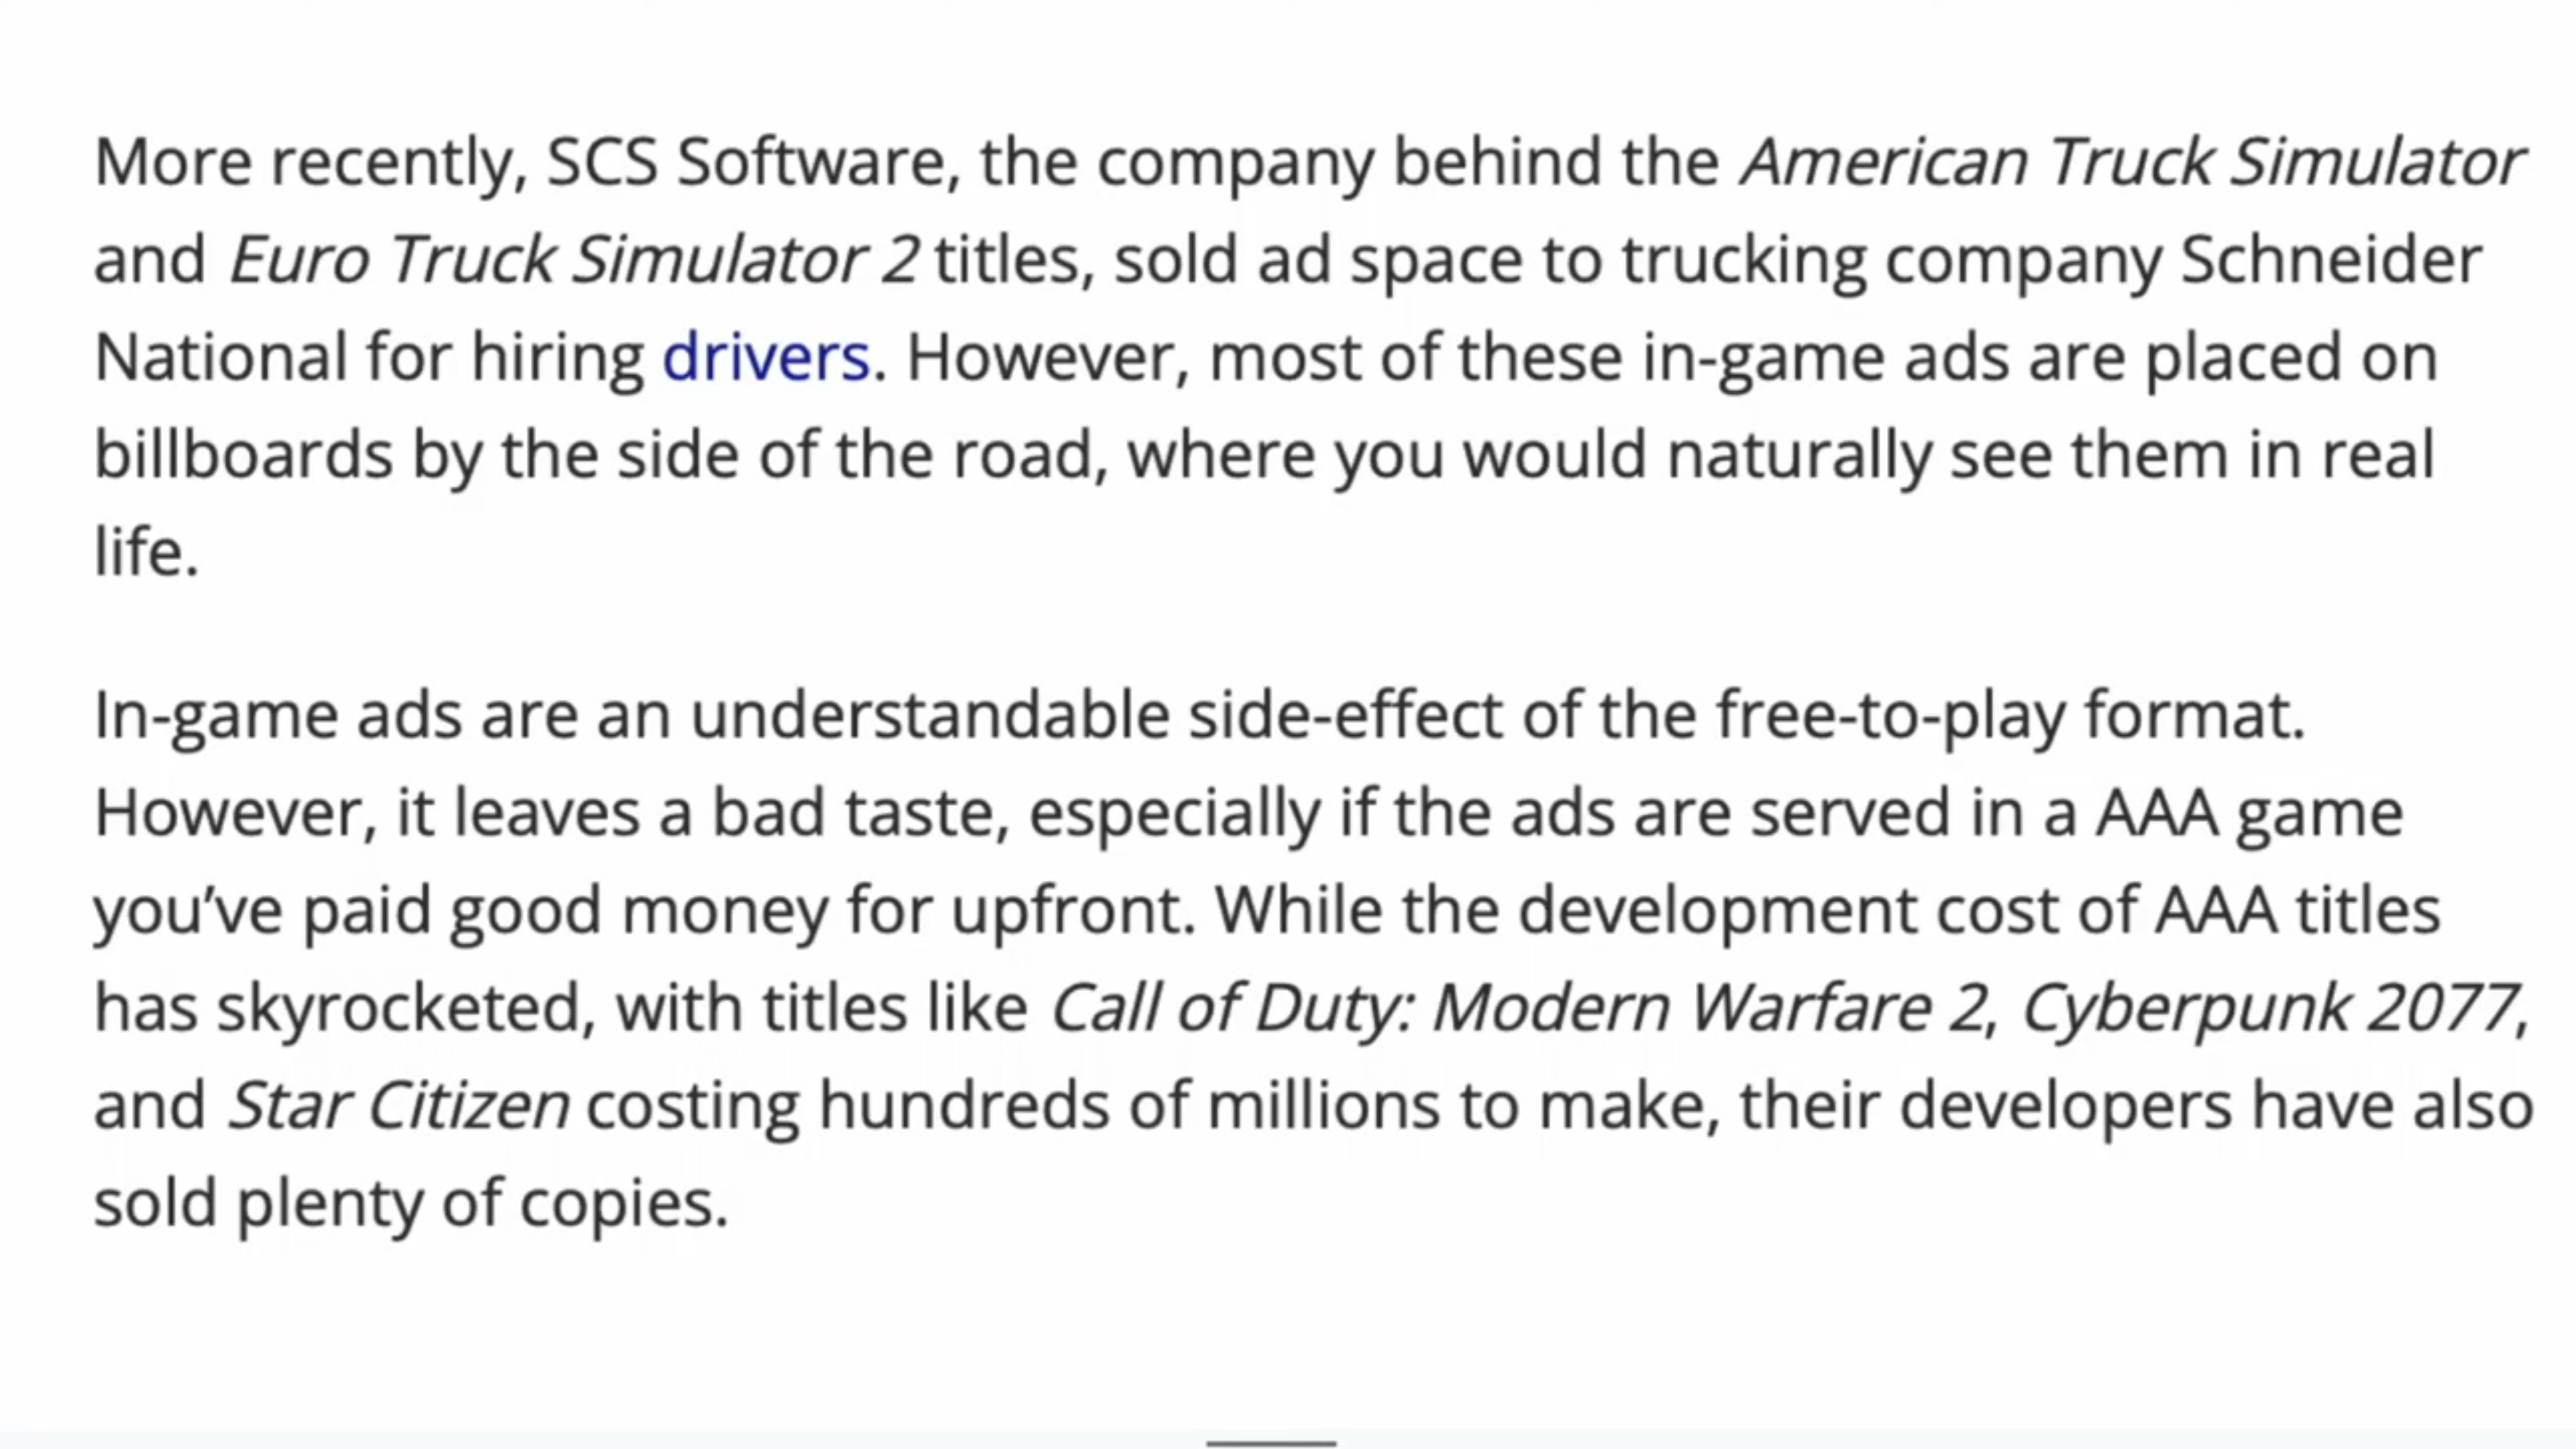 More recently, SCS Software, the company behind the American Truck Simulator
and Euro Truck Simulator 2 titles, sold ad space to trucking company Schneider
National for hiring drivers. However, most of these in-game ads are placed on
billboards by the side of the road, where you would naturally see them in real
life.
In-game ads are an understandable side-effect of the free-to-play format.
However, it leaves a bad taste, especially if the ads are served in a AAA game
you’ve paid good money for upfront. While the development cost of AAA titles
has skyrocketed, with titles like Call of Duty: Modern Warfare 2, Cyberpunk 2077,
and Star Citizen costing hundreds of millions to make, their developers have also
sold plenty of copies.